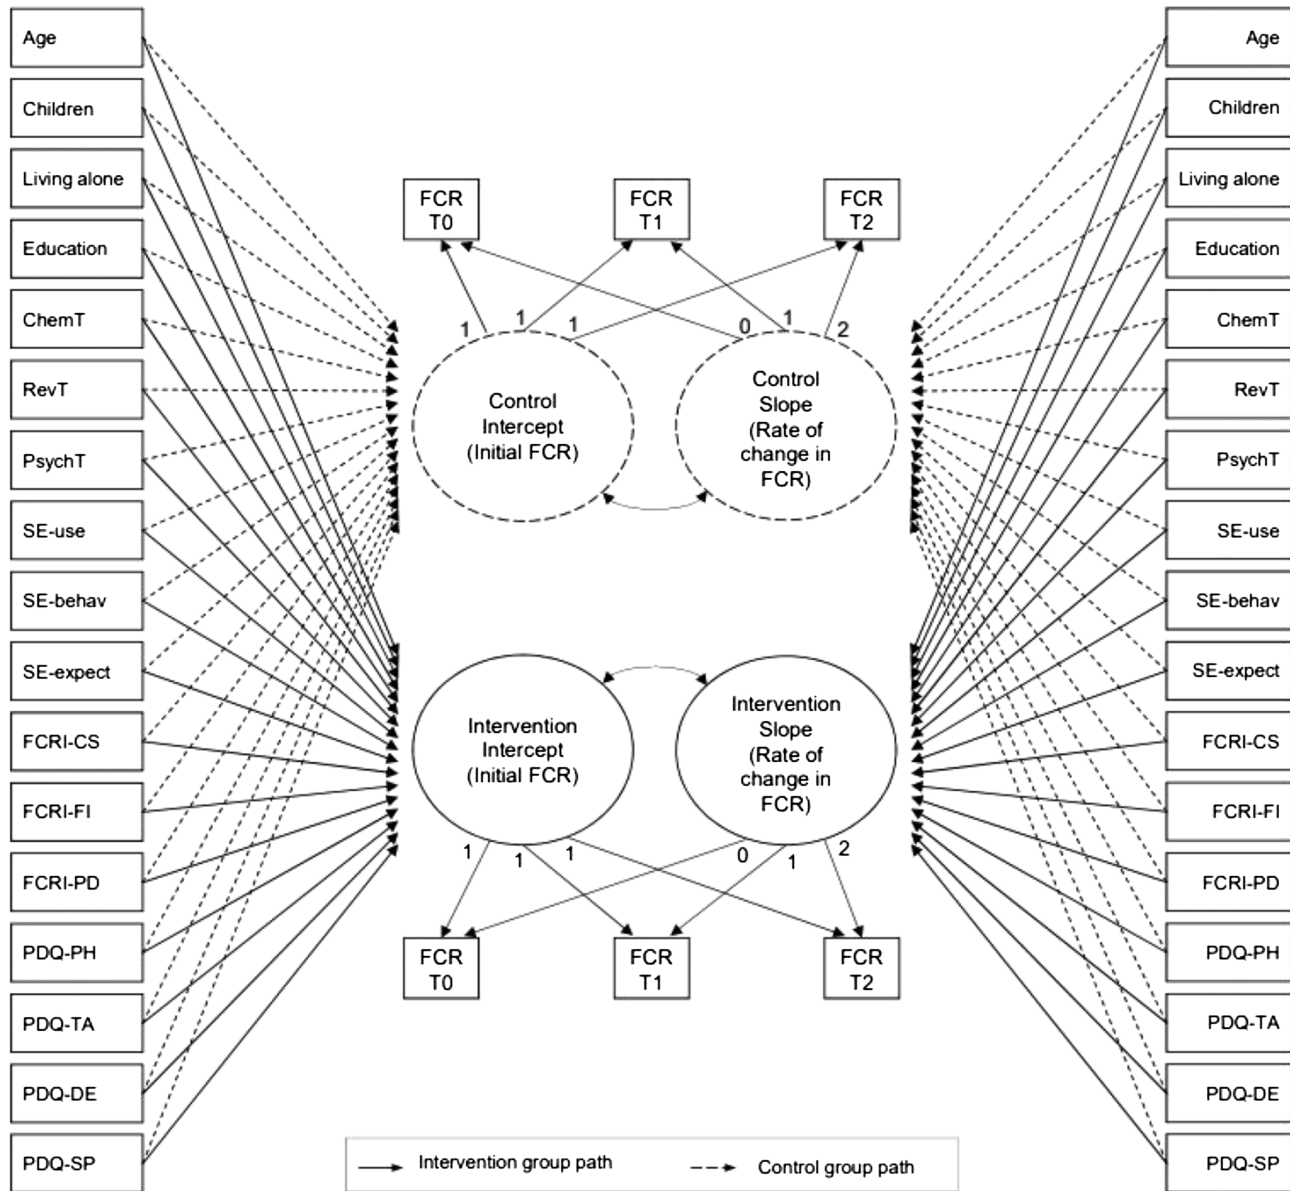 Age
Children
Living alone
Education
ChemT
RevT
PsychT
SE-use
SE-behav
SE-expect
FCRI-CS
FCRI-FI
FCRI-PD
PDQ-PH
PDQ-TA
PDQ-DE
PDQ-SP
FCR
T0
FCR
T1
FCR
T2
1
1
1
0
1
2
Control
Intercept
(Initial FCR)
Control
Slope
(Rate of
change in
FCR)
Intervention
Intercept
(Initial FCR)
Intervention
Slope
(Rate of
change in
FCR)
1
1
1
0
1
2
FCR
T0
FCR
T1
FCR
T2
Age
Children
Living alone
Education
ChemT
RevT
PsychT
SE-use
SE-behav
SE-expect
FCRI-CS
FCRI-FI
FCRI-PD
PDQ-PH
PDQ-TA
PDQ-DE
PDQ-SP
Intervention group path
Control group path